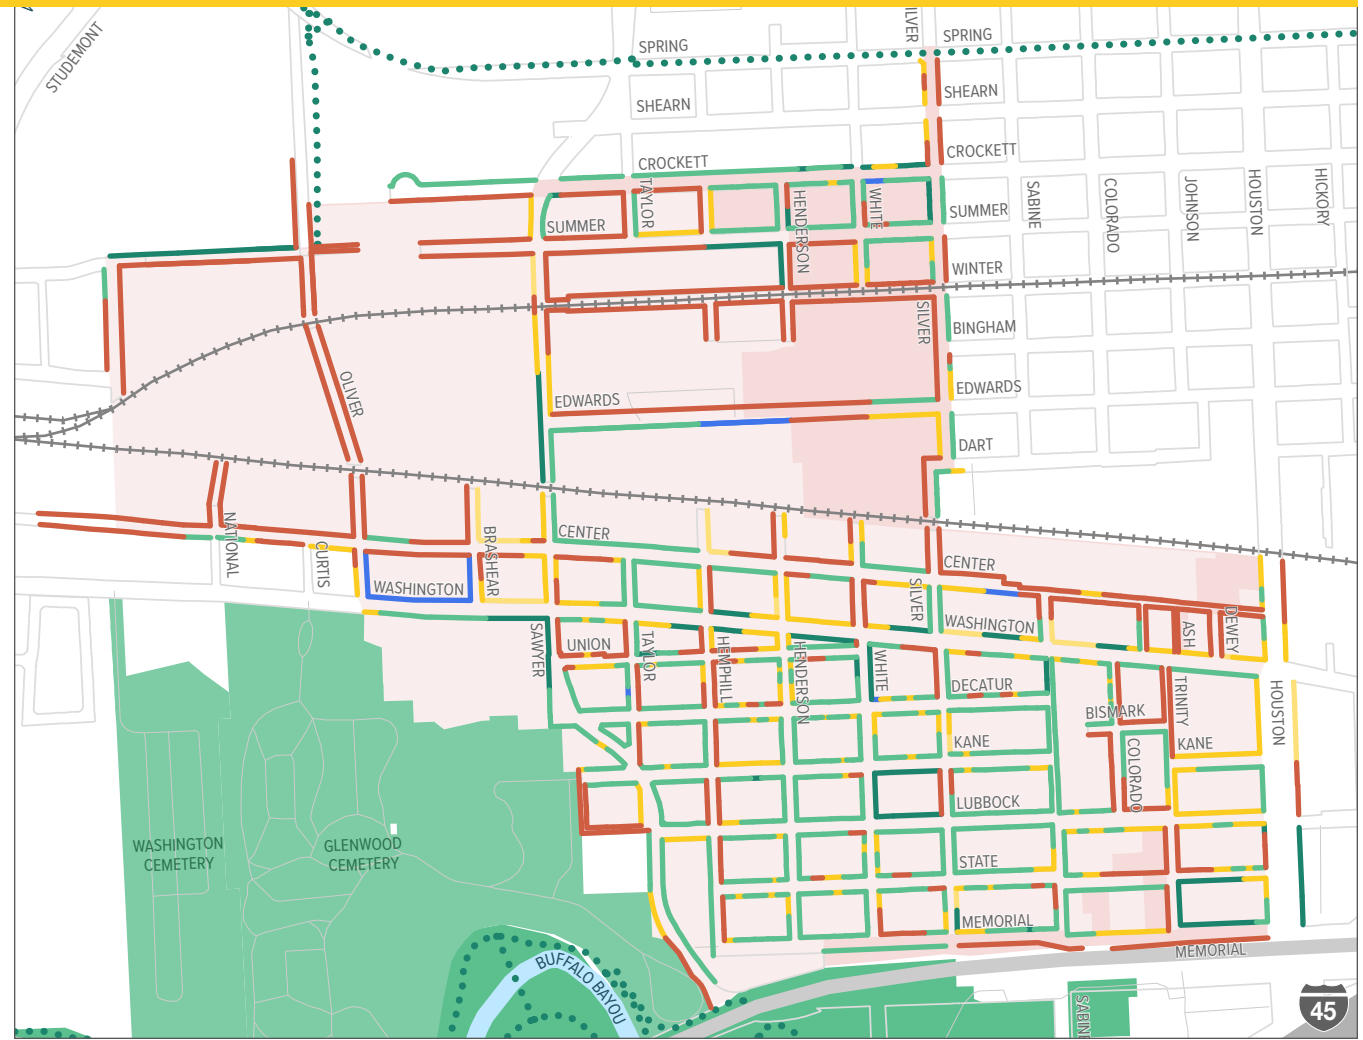 SPRING
SPRING
STUDEMONT
SHEARN
SHEARN
CROCKETT
CROCKETT
TAYLOR
HENDERSON
WHITE
SUMMER
SUMMER
SABINE
COLORADO
JOHNSON
HOUSTON
HICKORY
WINTER
SILVER
BINGHAM
OLIVER
EDWARDS
EDWARDS
DART
NATIONAL
CURTIS
BRASHEAR
CENTER
CENTER
WASHINGTON
SILVER
WASHINGTON
ASH
DEWEY
SAWYER
UNION
TAYLOR
HEMPHILL
HENDERSON
WHITE
DECATUR
TRINITY
BISMARK
HOUSTON
KANE
COLORADO
KANE
LUBBOCK
WASHINGTON
CEMETERY
GLENWOOD
CEMETERY
STATE
MEMORIAL
MEMORIAL
BUFFALO BAYOU
45